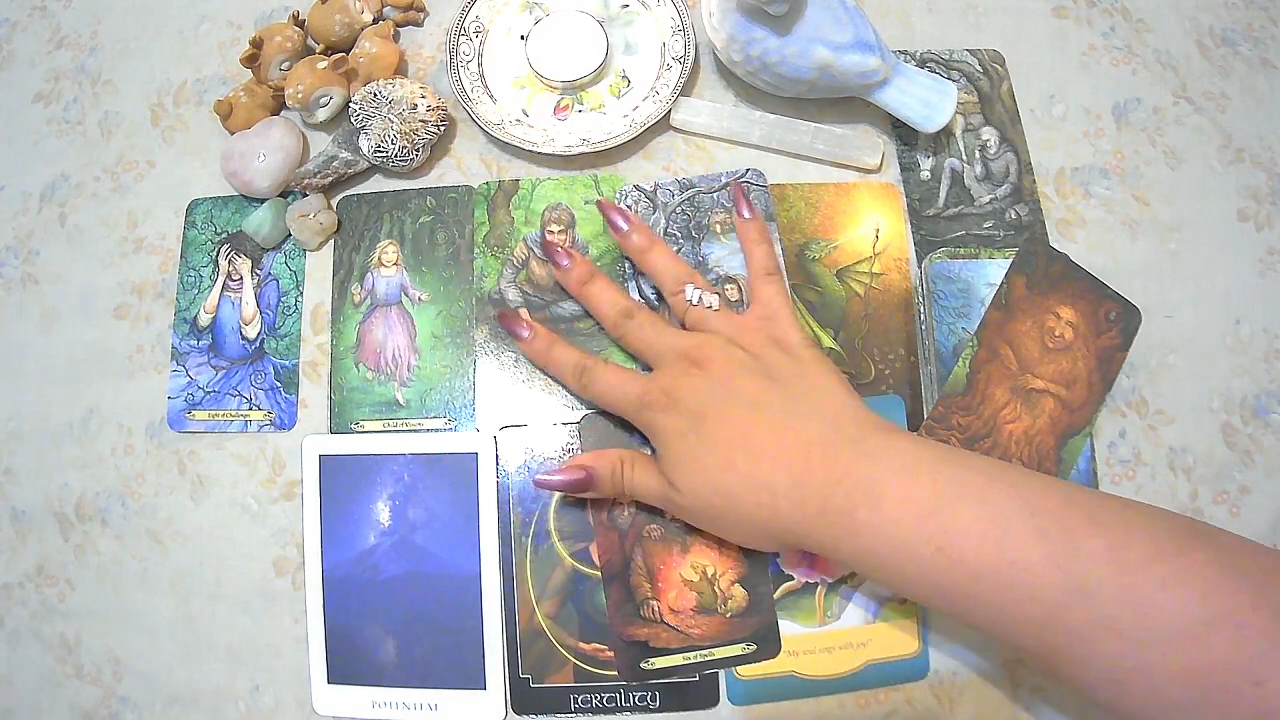 Eight of Challenges
Child of Visions
Six of Spells
"My soul sings with joy!"
POTENTIAL
FERTILITY